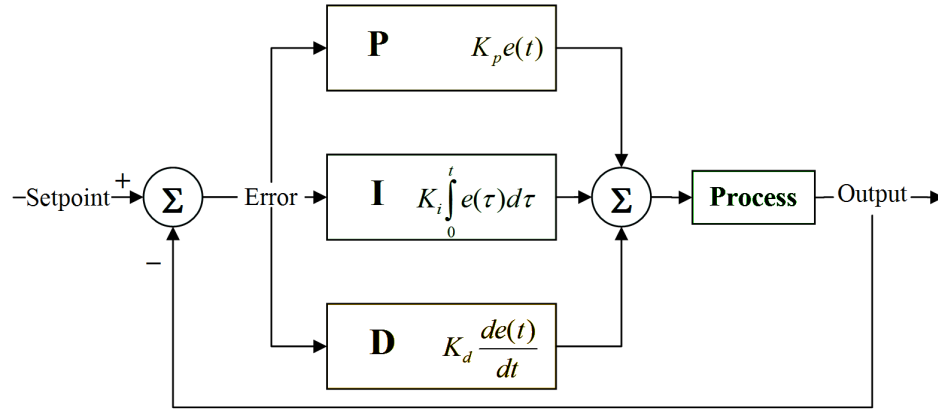 P K_p e(t)
Setpoint + Σ Error I K_i ∫_0^t e(τ)dτ Σ Process Output
−
D K_d de(t)/dt